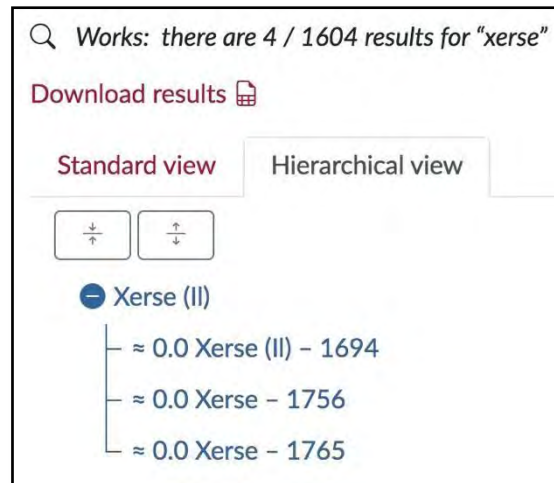 Works: there are 4 / 1604 results for “xerse”
Download results
Standard view Hierarchical view
Xerse (II)
≈ 0.0 Xerse (II) – 1694
≈ 0.0 Xerse – 1756
≈ 0.0 Xerse – 1765